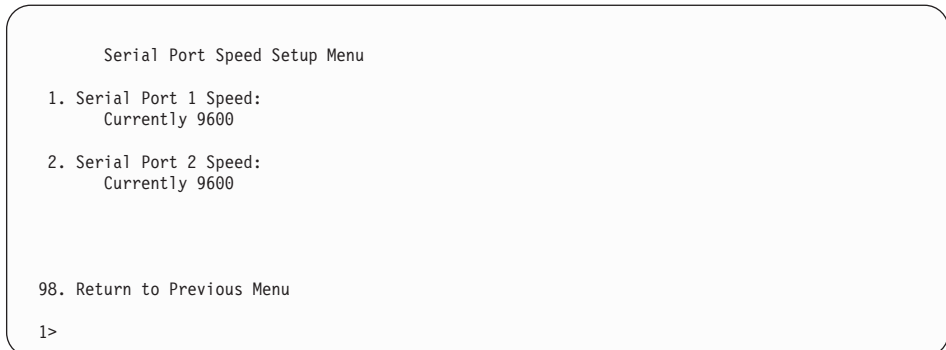 Serial Port Speed Setup Menu
1. Serial Port 1 Speed:
Currently 9600
2. Serial Port 2 Speed:
Currently 9600
98. Return to Previous Menu
1>